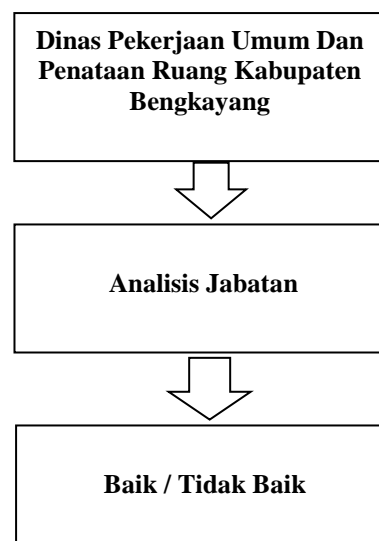 Dinas Pekerjaan Umum Dan
Penataan Ruang Kabupaten
Bengkayang
Analisis Jabatan
Baik / Tidak Baik